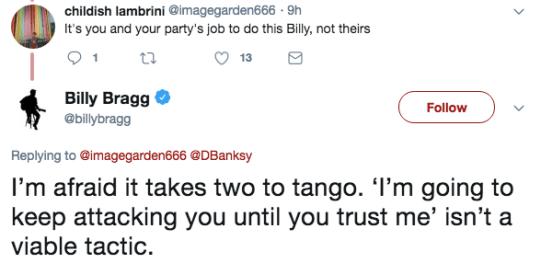 childish lambrini @imagegarden666 · 9h
It's you and your party's job to do this Billy, not theirs
1 13
Billy Bragg
@billybragg
Follow
Replying to @imagegarden666 @DBanksy
I'm afraid it takes two to tango. ‘I'm going to
keep attacking you until you trust me’ isn't a
viable tactic.